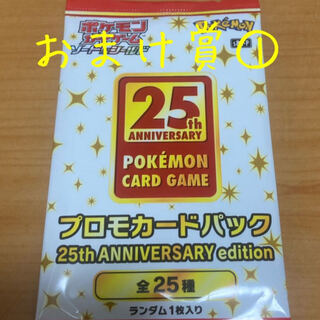 ポケモン
カードゲーム
ソード&シールド
おまけ賞①
25th
ANNIVERSARY
POKÉMON
CARD GAME
プロモカードパック
25th ANNIVERSARY edition
全25種
ランダム1枚入り